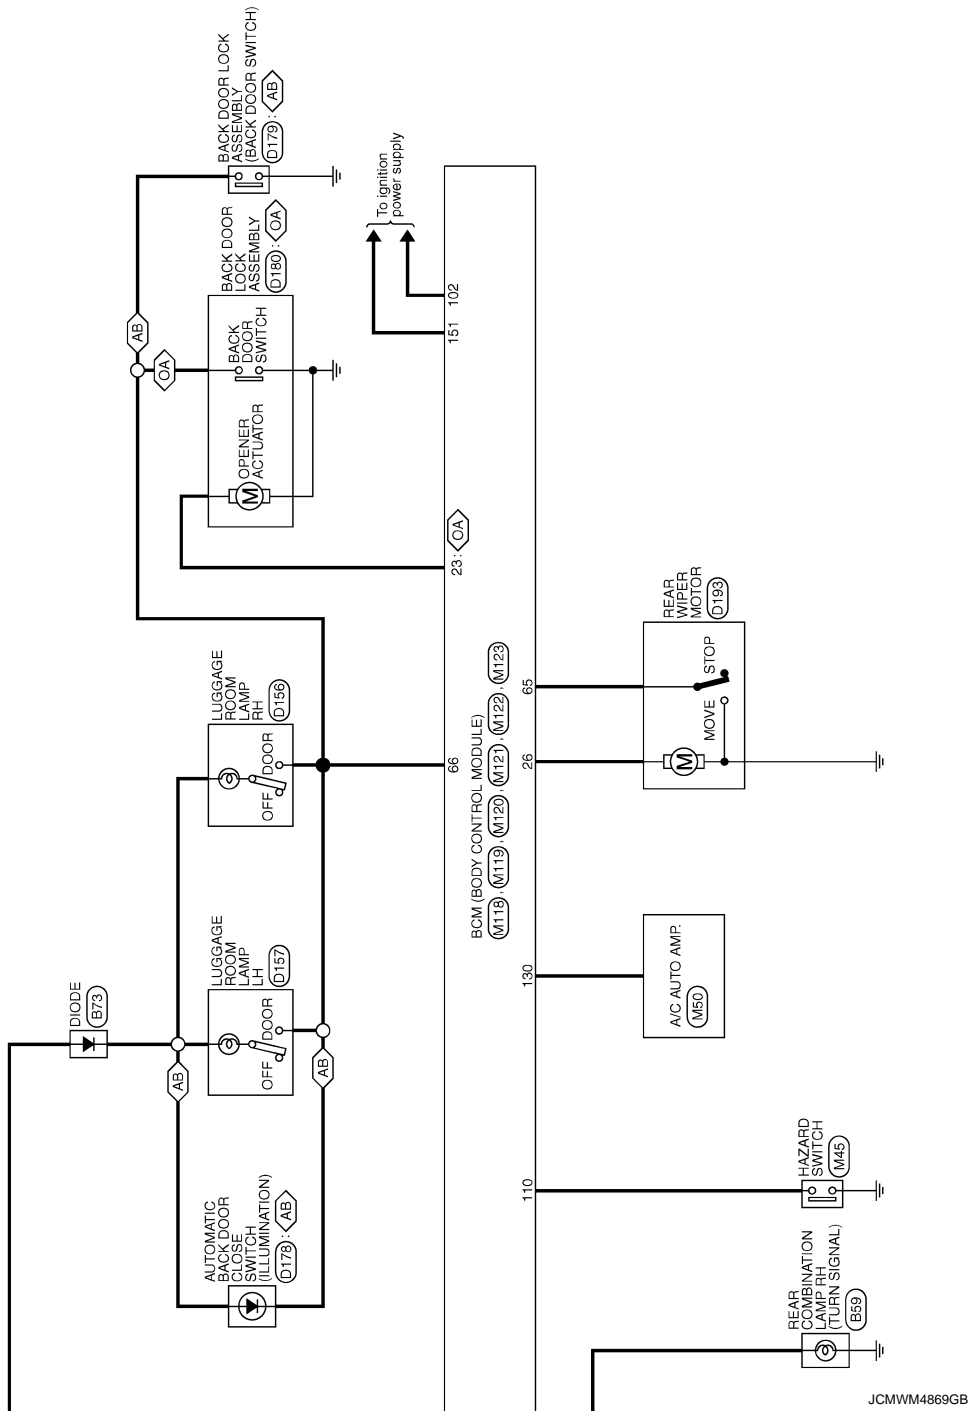 BACK DOOR LOCK
ASSEMBLY
(BACK DOOR SWITCH)
D179 : AB
BACK DOOR
LOCK
ASSEMBLY
D180 : OA
AB
OA
BACK
DOOR
SWITCH
OPENER
ACTUATOR
M
To ignition
power supply
102
151
23 : OA
LUGGAGE
ROOM
LAMP
RH
D156
DOOR
OFF
66
LUGGAGE
ROOM
LAMP
LH
D157
DOOR
OFF
DIODE
B73
AB
AB
AUTOMATIC
BACK DOOR
CLOSE
SWITCH
(ILLUMINATION)
D178 : AB
BCM (BODY CONTROL MODULE)
M118 , M119 , M120 , M121 , M122 , M123
65
26
130
110
REAR
WIPER
MOTOR
D193
STOP
MOVE
M
A/C AUTO AMP.
M50
HAZARD
SWITCH
M45
REAR
COMBINATION
LAMP RH
(TURN SIGNAL)
B59
JCMWM4869GB